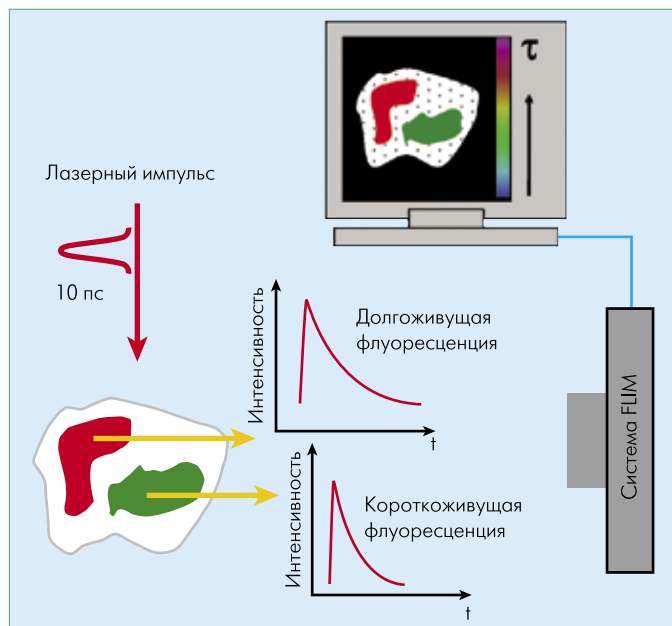 τ
Лазерный импульс
10 пс
Интенсивность
Долгоживущая
флуоресценция
t
Интенсивность
Короткоживущая
флуоресценция
t
Система FLIM